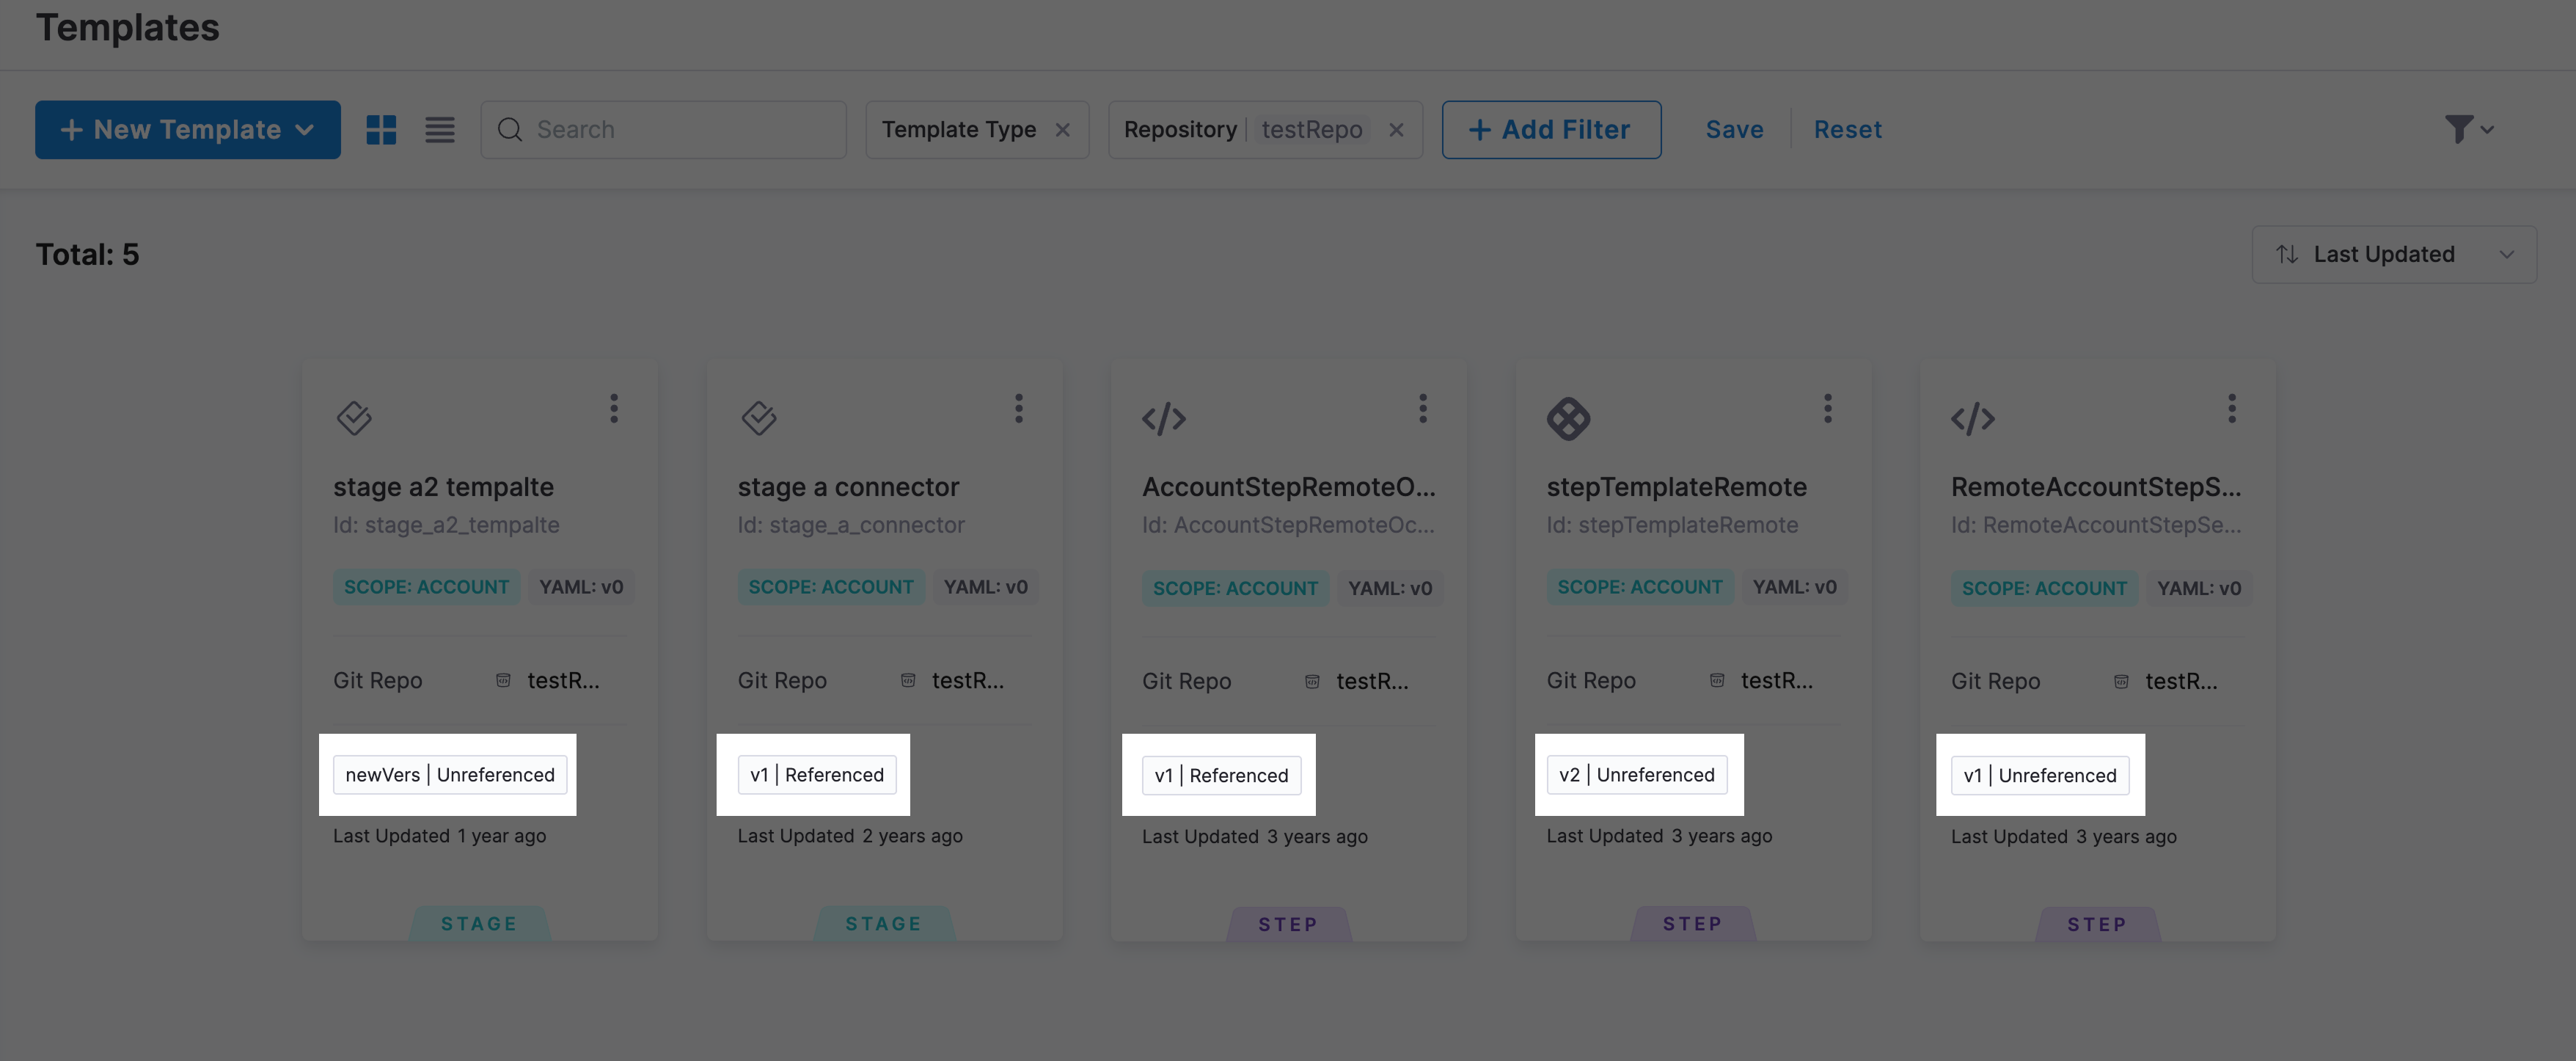 Templates
New Template
Search
Template Type
Repository | testRepo
Add Filter
Save
Reset
Total: 5
Last Updated
stage a2 tempalte
Id: stage_a2_tempalte
SCOPE: ACCOUNT YAML: v0
Git Repo testR...
newVers | Unreferenced
Last Updated 1 year ago
STAGE
stage a connector
Id: stage_a_connector
SCOPE: ACCOUNT YAML: v0
Git Repo testR...
v1 | Referenced
Last Updated 2 years ago
STAGE
AccountStepRemoteO...
Id: AccountStepRemoteOc...
SCOPE: ACCOUNT YAML: v0
Git Repo testR...
v1 | Referenced
Last Updated 3 years ago
STEP
stepTemplateRemote
Id: stepTemplateRemote
SCOPE: ACCOUNT YAML: v0
Git Repo testR...
v2 | Unreferenced
Last Updated 3 years ago
STEP
RemoteAccountStepS...
Id: RemoteAccountStepSe...
SCOPE: ACCOUNT YAML: v0
Git Repo testR...
v1 | Unreferenced
Last Updated 3 years ago
STEP